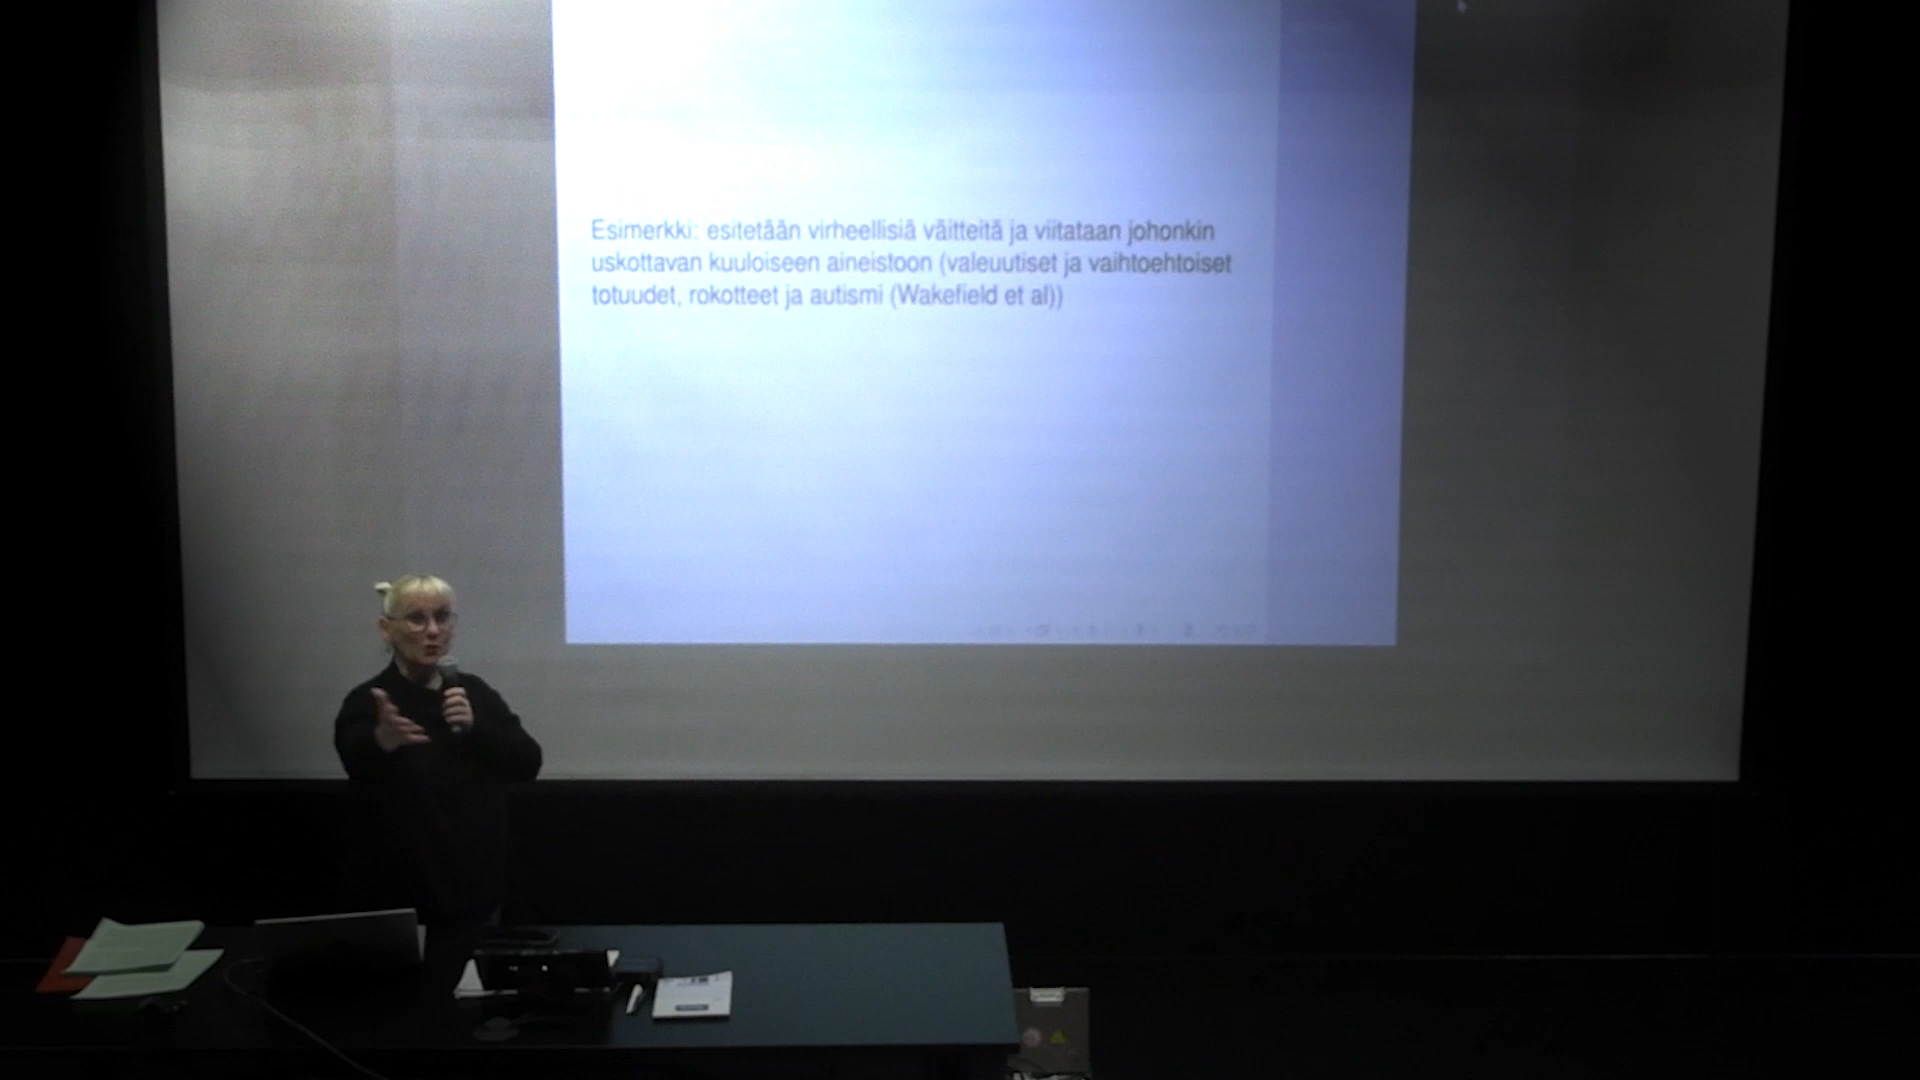 Esimerkki: esitetään virheellisiä väitteitä ja viitataan johonkin
uskottavan kuuloiseen aineistoon (valeuutiset ja vaihtoehtoiset
totuudet, rokotteet ja autismi (Wakefield et al))